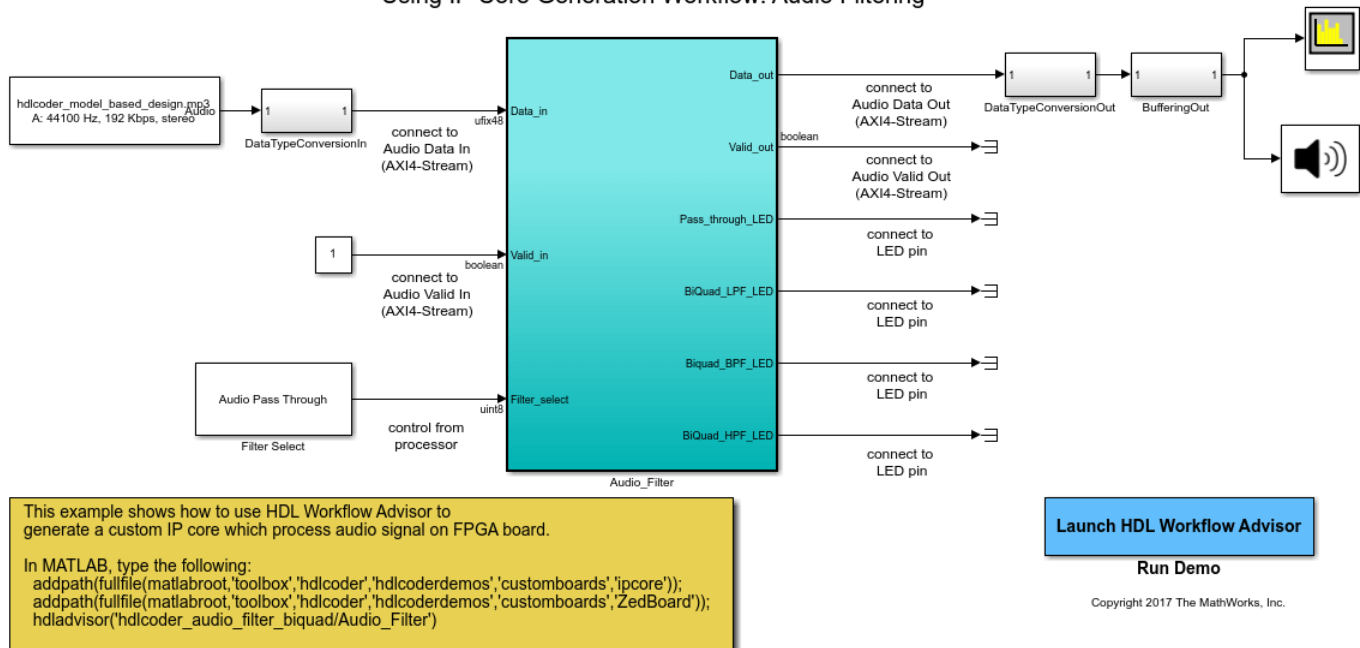 Using IP Core Generation Workflow: Audio Filtering
hdlcoder_model_based_design.mp3
A: 44100 Hz, 192 Kbps, stereo
Audio
1 1
DataTypeConversionIn
connect to
Audio Data In
(AXI4-Stream)
ufix48
Data_in
1
connect to
Audio Valid In
(AXI4-Stream)
boolean
Valid_in
Audio Pass Through
Filter Select
control from
processor
uint8
Filter_select
Audio_Filter
Data_out
connect to
Audio Data Out
(AXI4-Stream)
1 1
DataTypeConversionOut
1 1
BufferingOut
Valid_out
boolean
connect to
Audio Valid Out
(AXI4-Stream)
Pass_through_LED
connect to
LED pin
BiQuad_LPF_LED
connect to
LED pin
Biquad_BPF_LED
connect to
LED pin
BiQuad_HPF_LED
connect to
LED pin
This example shows how to use HDL Workflow Advisor to
generate a custom IP core which process audio signal on FPGA board.
In MATLAB, type the following:
addpath(fullfile(matlabroot,'toolbox','hdlcoder','hdlcoderdemos','customboards','ipcore'));
addpath(fullfile(matlabroot,'toolbox','hdlcoder','hdlcoderdemos','customboards','ZedBoard'));
hdladvisor('hdlcoder_audio_filter_biquad/Audio_Filter')
Launch HDL Workflow Advisor
Run Demo
Copyright 2017 The MathWorks, Inc.